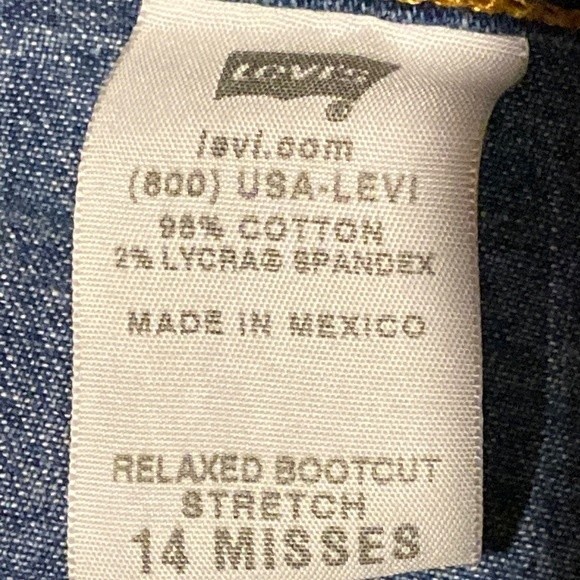 LEVI'S
levi.com
(800) USA-LEVI
98% COTTON
2% LYCRA® SPANDEX
MADE IN MEXICO
RELAXED BOOTCUT
STRETCH
14 MISSES